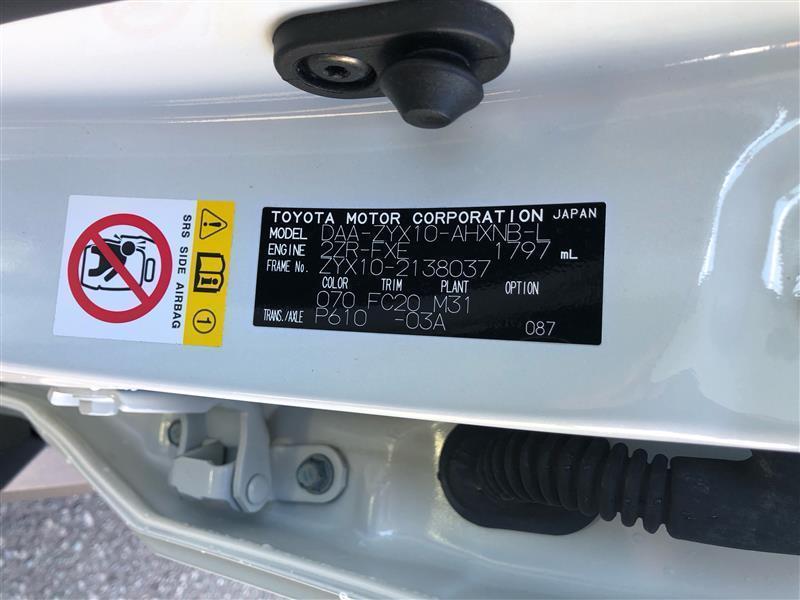 TOYOTA MOTOR CORPORATION JAPAN
MODEL DAA-ZYX10-AHXNB-L
ENGINE 2ZR-FXE 1797 mL
FRAME No. ZYX10-2138037
COLOR TRIM PLANT OPTION
070 FC20 M31
TRANS./AXLE P610 -03A 087
SRS SIDE AIRBAG
1